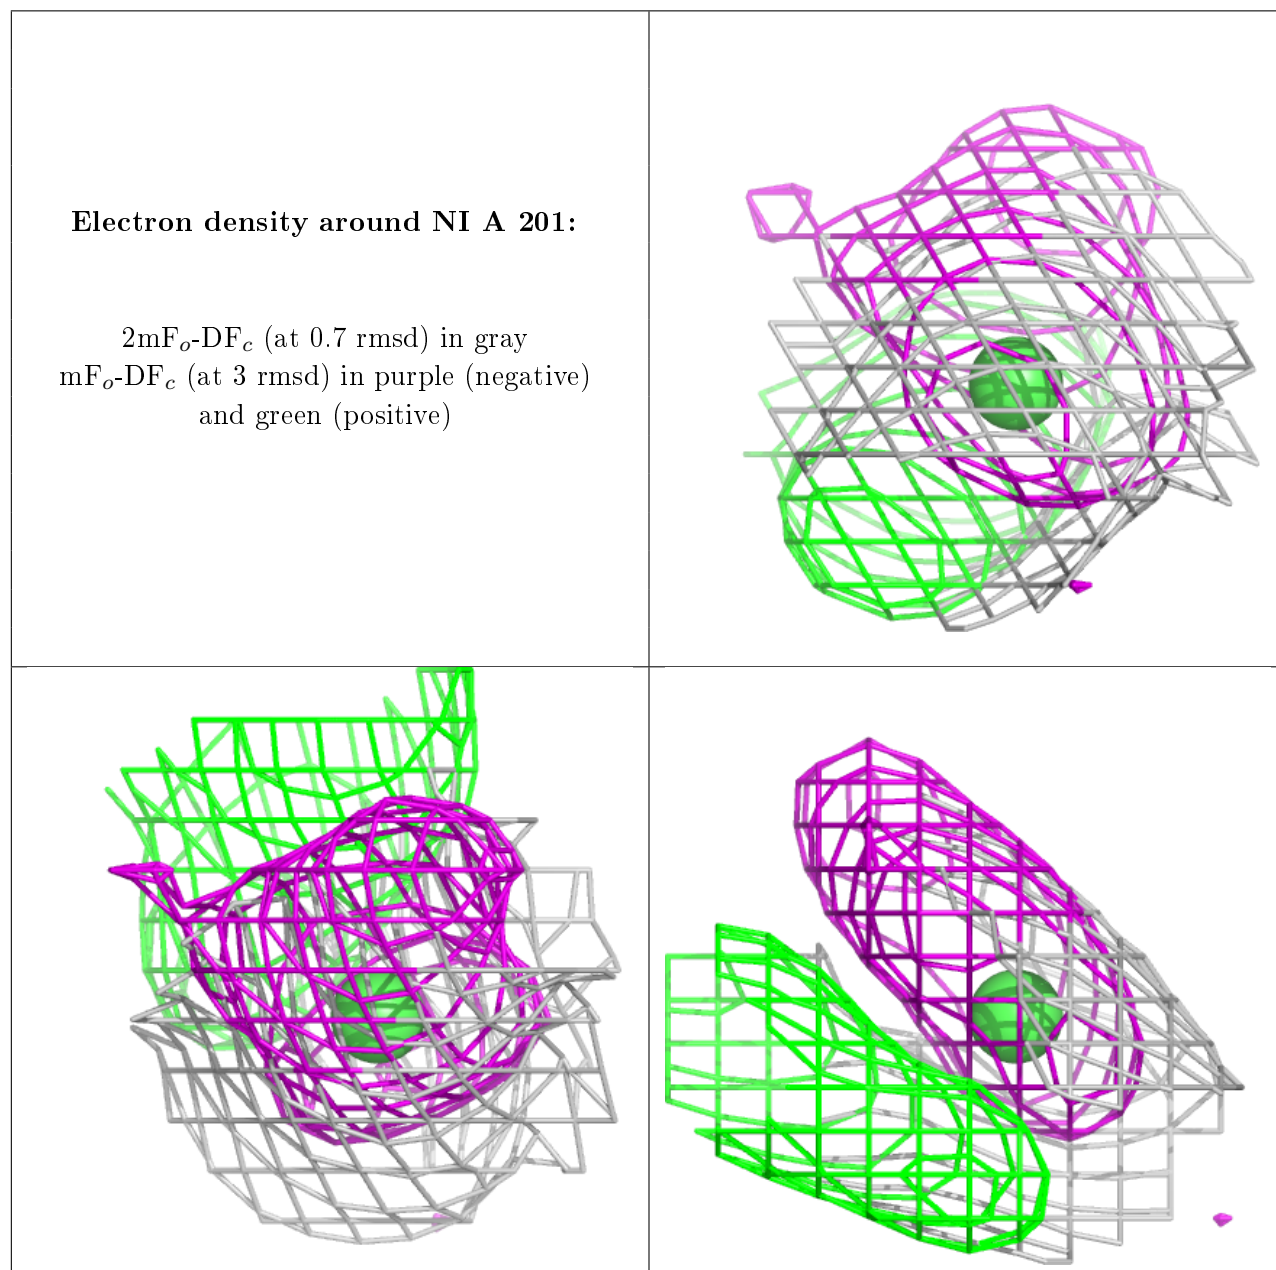 Electron density around NI A 201:
2mFₒ-DF𝒸 (at 0.7 rmsd) in gray
mFₒ-DF𝒸 (at 3 rmsd) in purple (negative)
and green (positive)